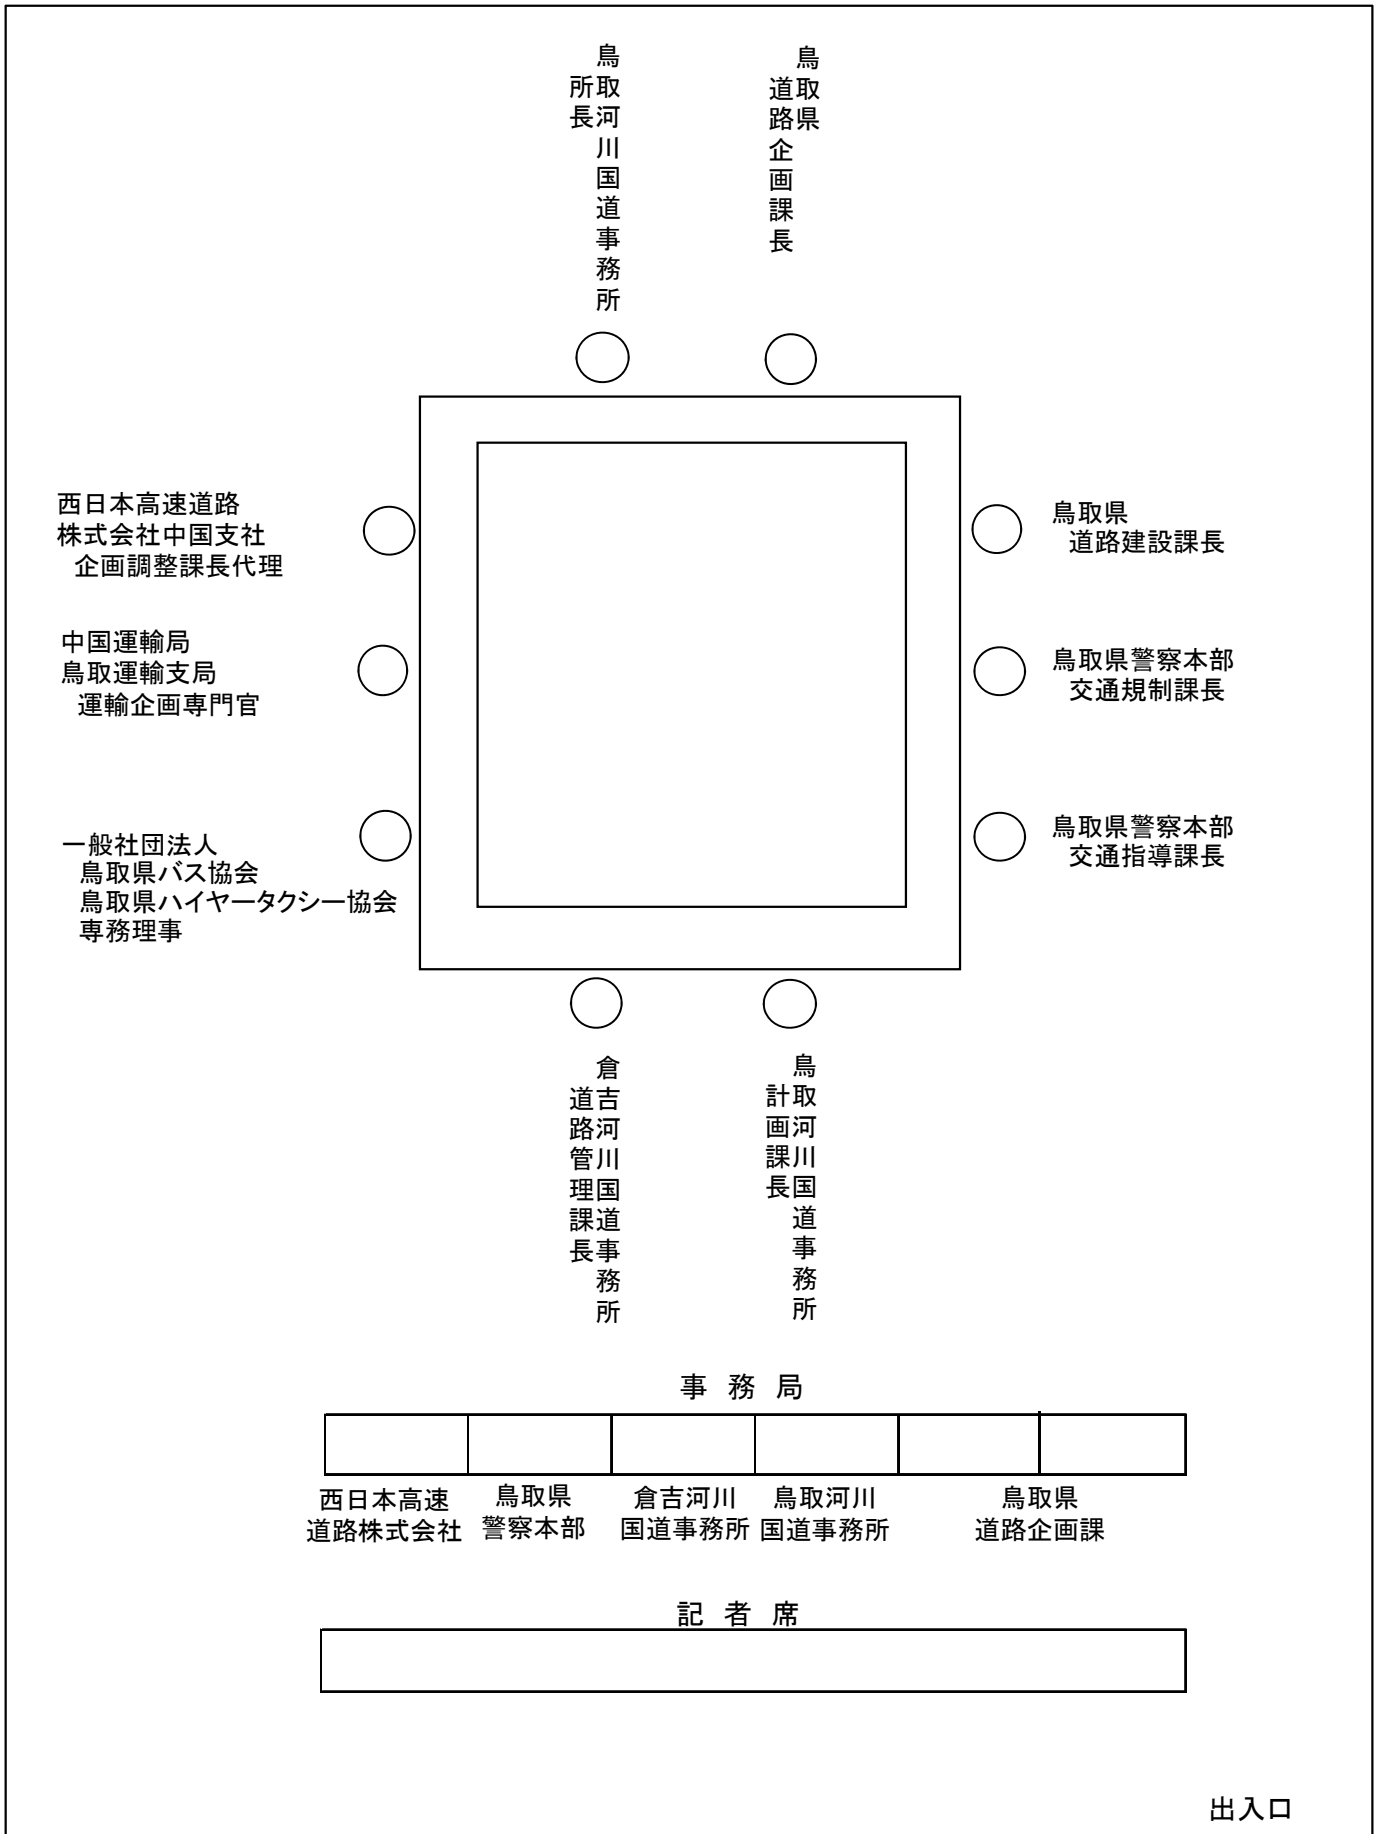 鳥取河川国道事務所
所長
鳥取県
道路企画課長
西日本高速道路
株式会社中国支社
企画調整課長代理
中国運輸局
鳥取運輸支局
運輸企画専門官
一般社団法人
鳥取県バス協会
鳥取県ハイヤータクシー協会
専務理事
鳥取県
道路建設課長
鳥取県警察本部
交通規制課長
鳥取県警察本部
交通指導課長
倉吉河川国道事務所
道路管理課長
鳥取河川国道事務所
計画課長
事務局
西日本高速
道路株式会社
鳥取県
警察本部
倉吉河川
国道事務所
鳥取河川
国道事務所
鳥取県
道路企画課
記者席
出入口